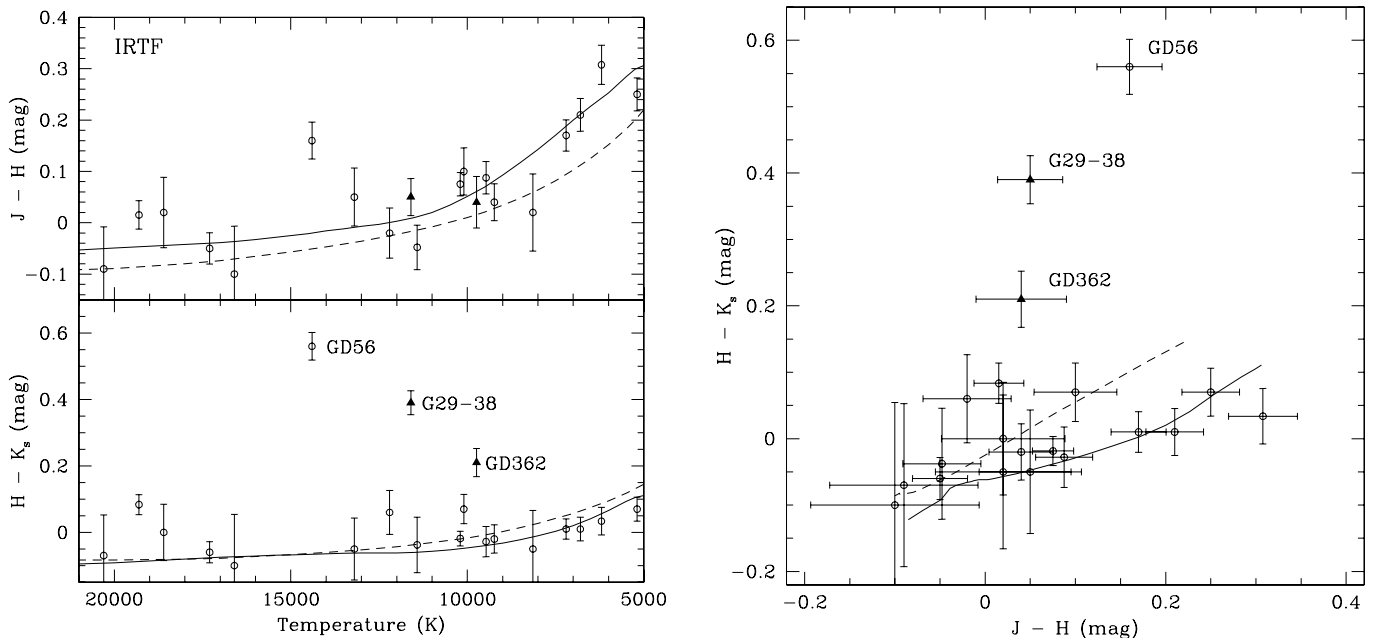 IRTF
0.4
0.3
0.2
0.1
0
-0.1
J − H (mag)
0.6
0.4
0.2
0
H − Ks (mag)
GD56
G29−38
GD362
20000
15000
10000
5000
Temperature (K)
0.6
0.4
0.2
0
−0.2
H − Ks (mag)
GD56
G29−38
GD362
−0.2
0
0.2
0.4
J − H (mag)